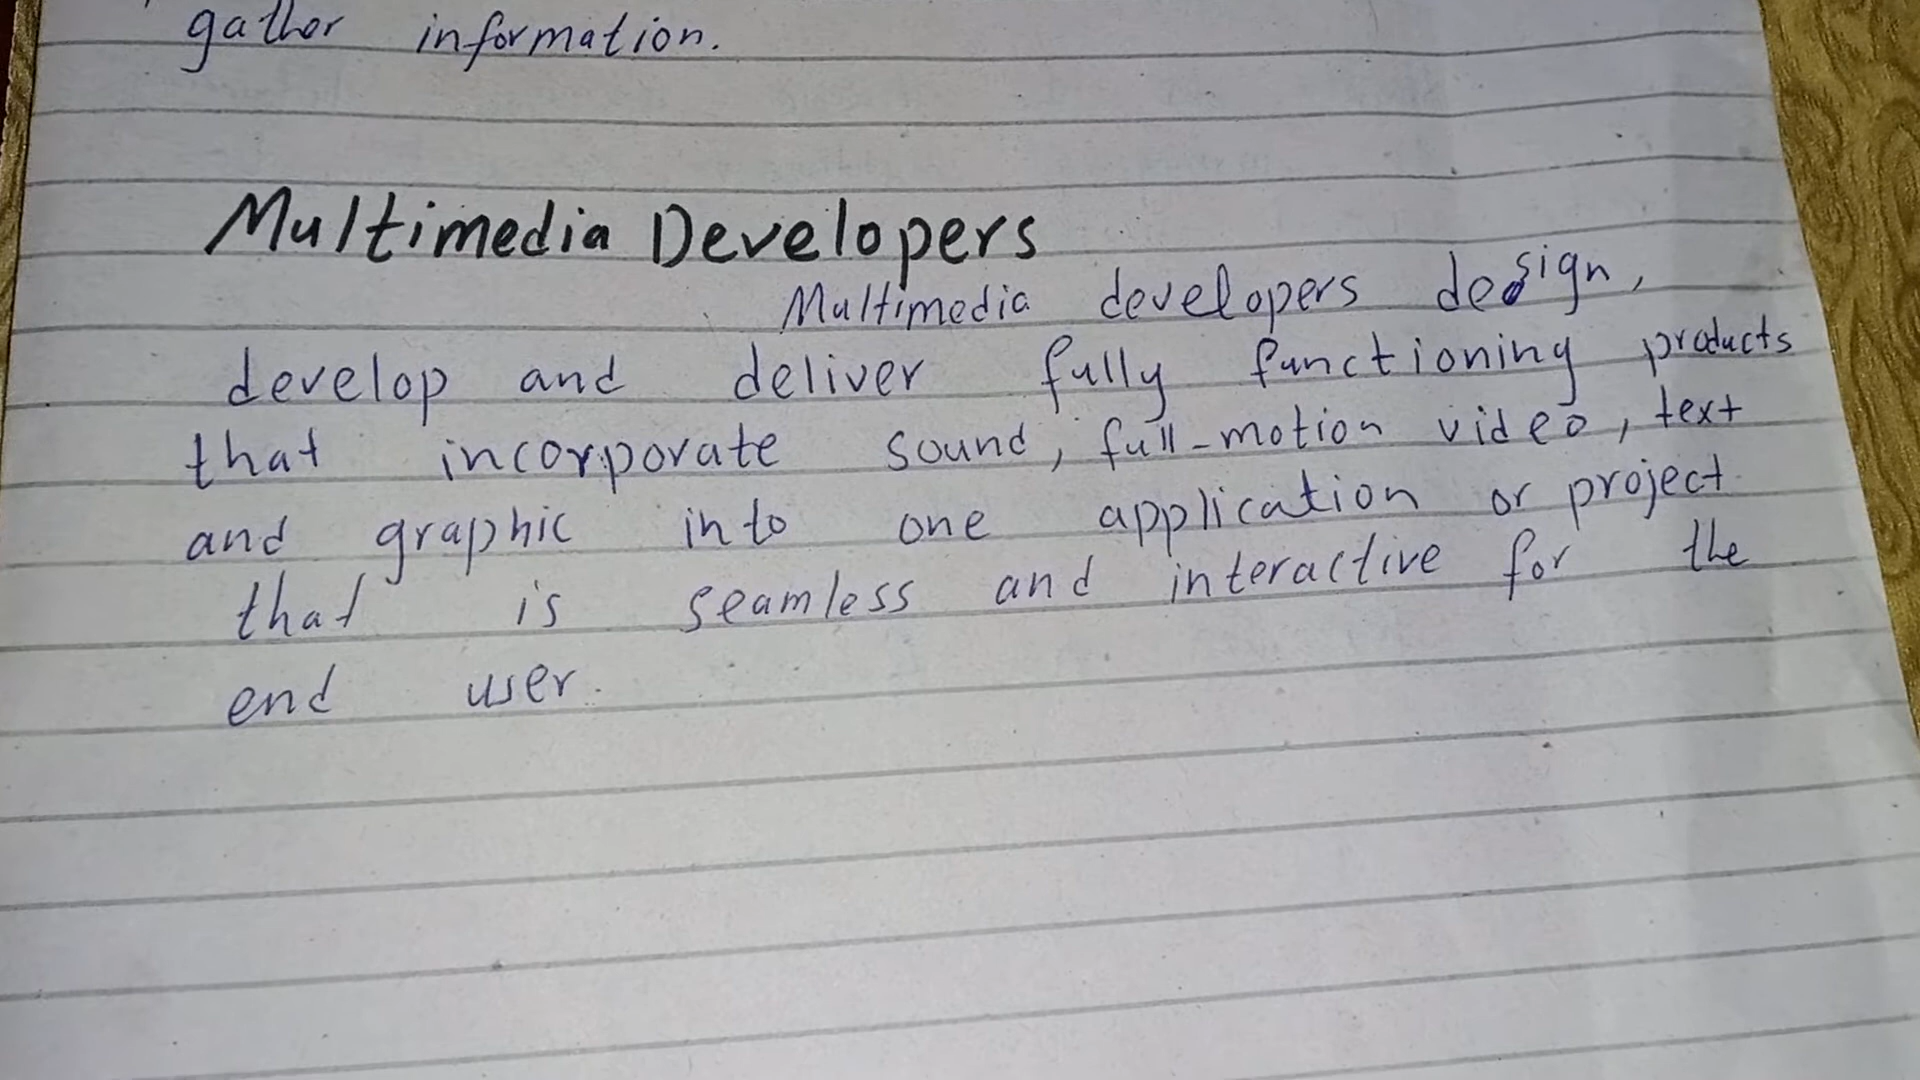 gather information.
Multimedia Developers
Multimedia developers design,
develop and deliver fully functioning products
that incorporate sound, full-motion video, text
and graphic into one application or project
that is seamless and interactive for the
end user.